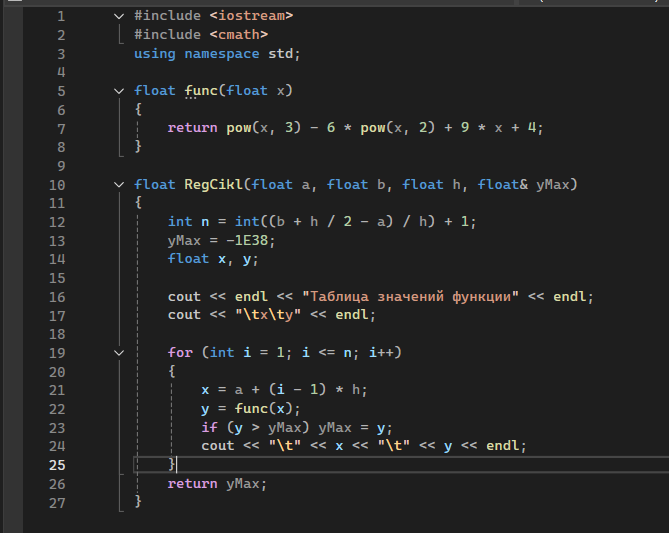 1 #include <iostream>
2 #include <cmath>
3 using namespace std;
4
5 float func(float x)
6 {
7 return pow(x, 3) - 6 * pow(x, 2) + 9 * x + 4;
8 }
9
10 float RegCikl(float a, float b, float h, float& yMax)
11 {
12 int n = int((b + h / 2 - a) / h) + 1;
13 yMax = -1E38;
14 float x, y;
15
16 cout << endl << "Таблица значений функции" << endl;
17 cout << "\tx\ty" << endl;
18
19 for (int i = 1; i <= n; i++)
20 {
21 x = a + (i - 1) * h;
22 y = func(x);
23 if (y > yMax) yMax = y;
24 cout << "\t" << x << "\t" << y << endl;
25 }
26 return yMax;
27 }